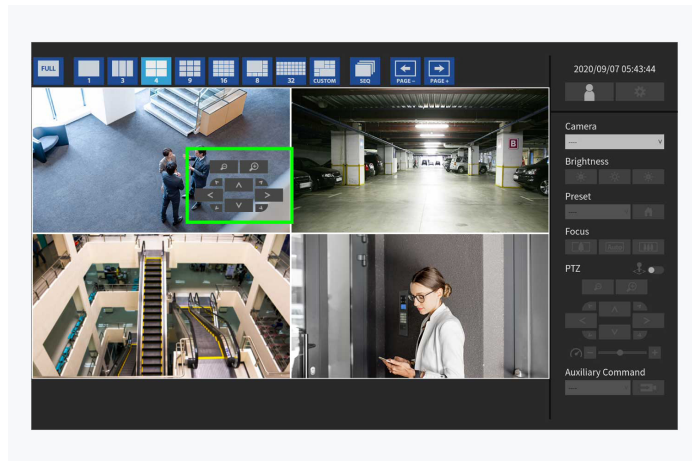 FULL
1
3
4
9
16
8
32
CUSTOM
SEQ
PAGE −
PAGE +
2020/09/07 05:43:44
B
Camera
Brightness
Preset
Focus
PTZ
Auxiliary Command